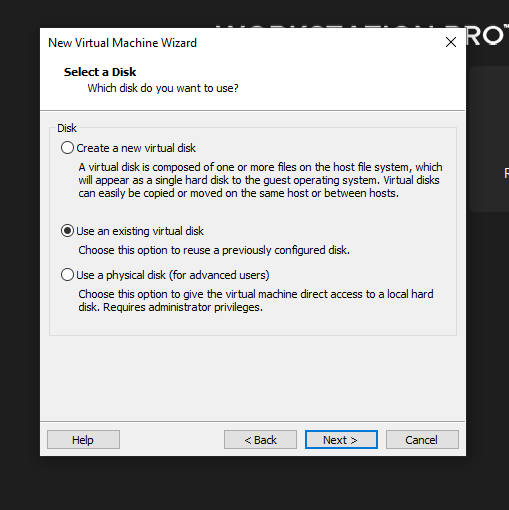 WORKSTATION PRO
New Virtual Machine Wizard
Select a Disk
Which disk do you want to use?
Disk
Create a new virtual disk
A virtual disk is composed of one or more files on the host file system, which
will appear as a single hard disk to the guest operating system. Virtual disks
can easily be copied or moved on the same host or between hosts.
Use an existing virtual disk
Choose this option to reuse a previously configured disk.
Use a physical disk (for advanced users)
Choose this option to give the virtual machine direct access to a local hard
disk. Requires administrator privileges.
Help
< Back
Next >
Cancel